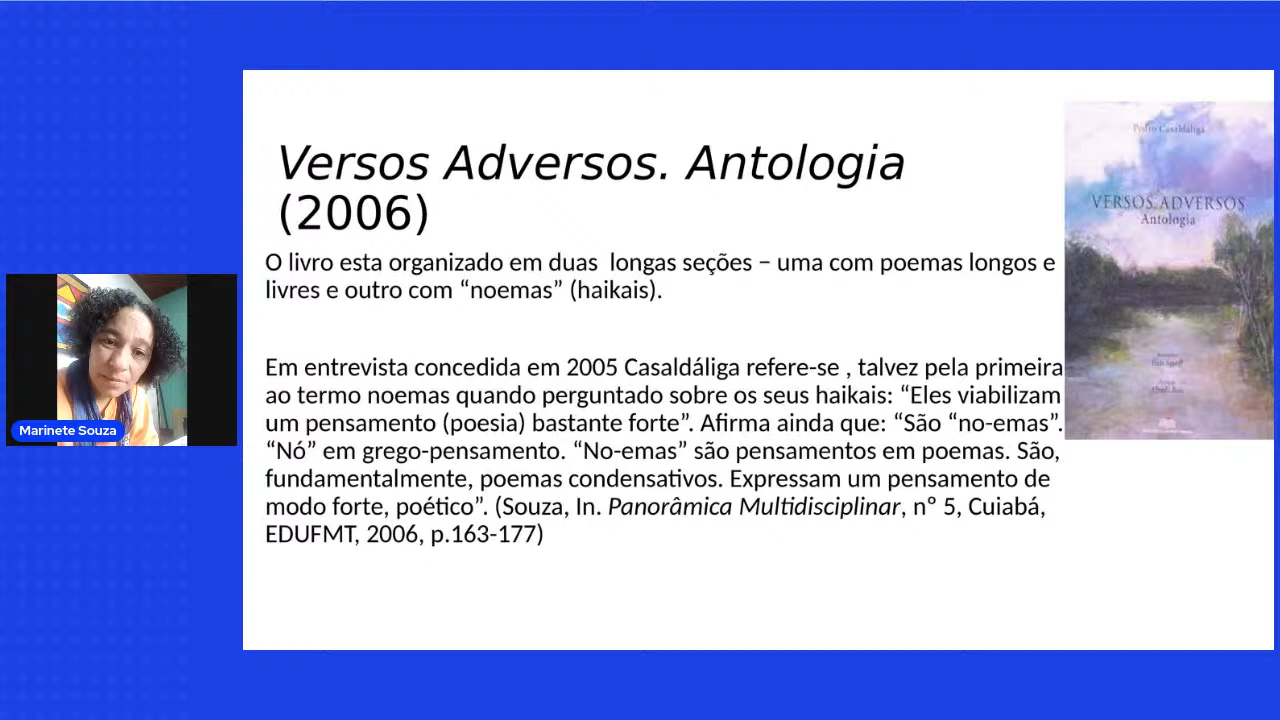 Versos Adversos. Antologia
(2006)
O livro esta organizado em duas longas seções – uma com poemas longos e
livres e outro com “noemas” (haikais).
Em entrevista concedida em 2005 Casaldáliga refere-se , talvez pela primeira
ao termo noemas quando perguntado sobre os seus haikais: “Eles viabilizam
um pensamento (poesia) bastante forte”. Afirma ainda que: “São “no-emas”.
“Nó” em grego-pensamento. “No-emas” são pensamentos em poemas. São,
fundamentalmente, poemas condensativos. Expressam um pensamento de
modo forte, poético”. (Souza, In. Panorâmica Multidisciplinar, nº 5, Cuiabá,
EDUFMT, 2006, p.163-177)
Pedro Casaldáliga
VERSOS ADVERSOS
Antologia
Marinete Souza